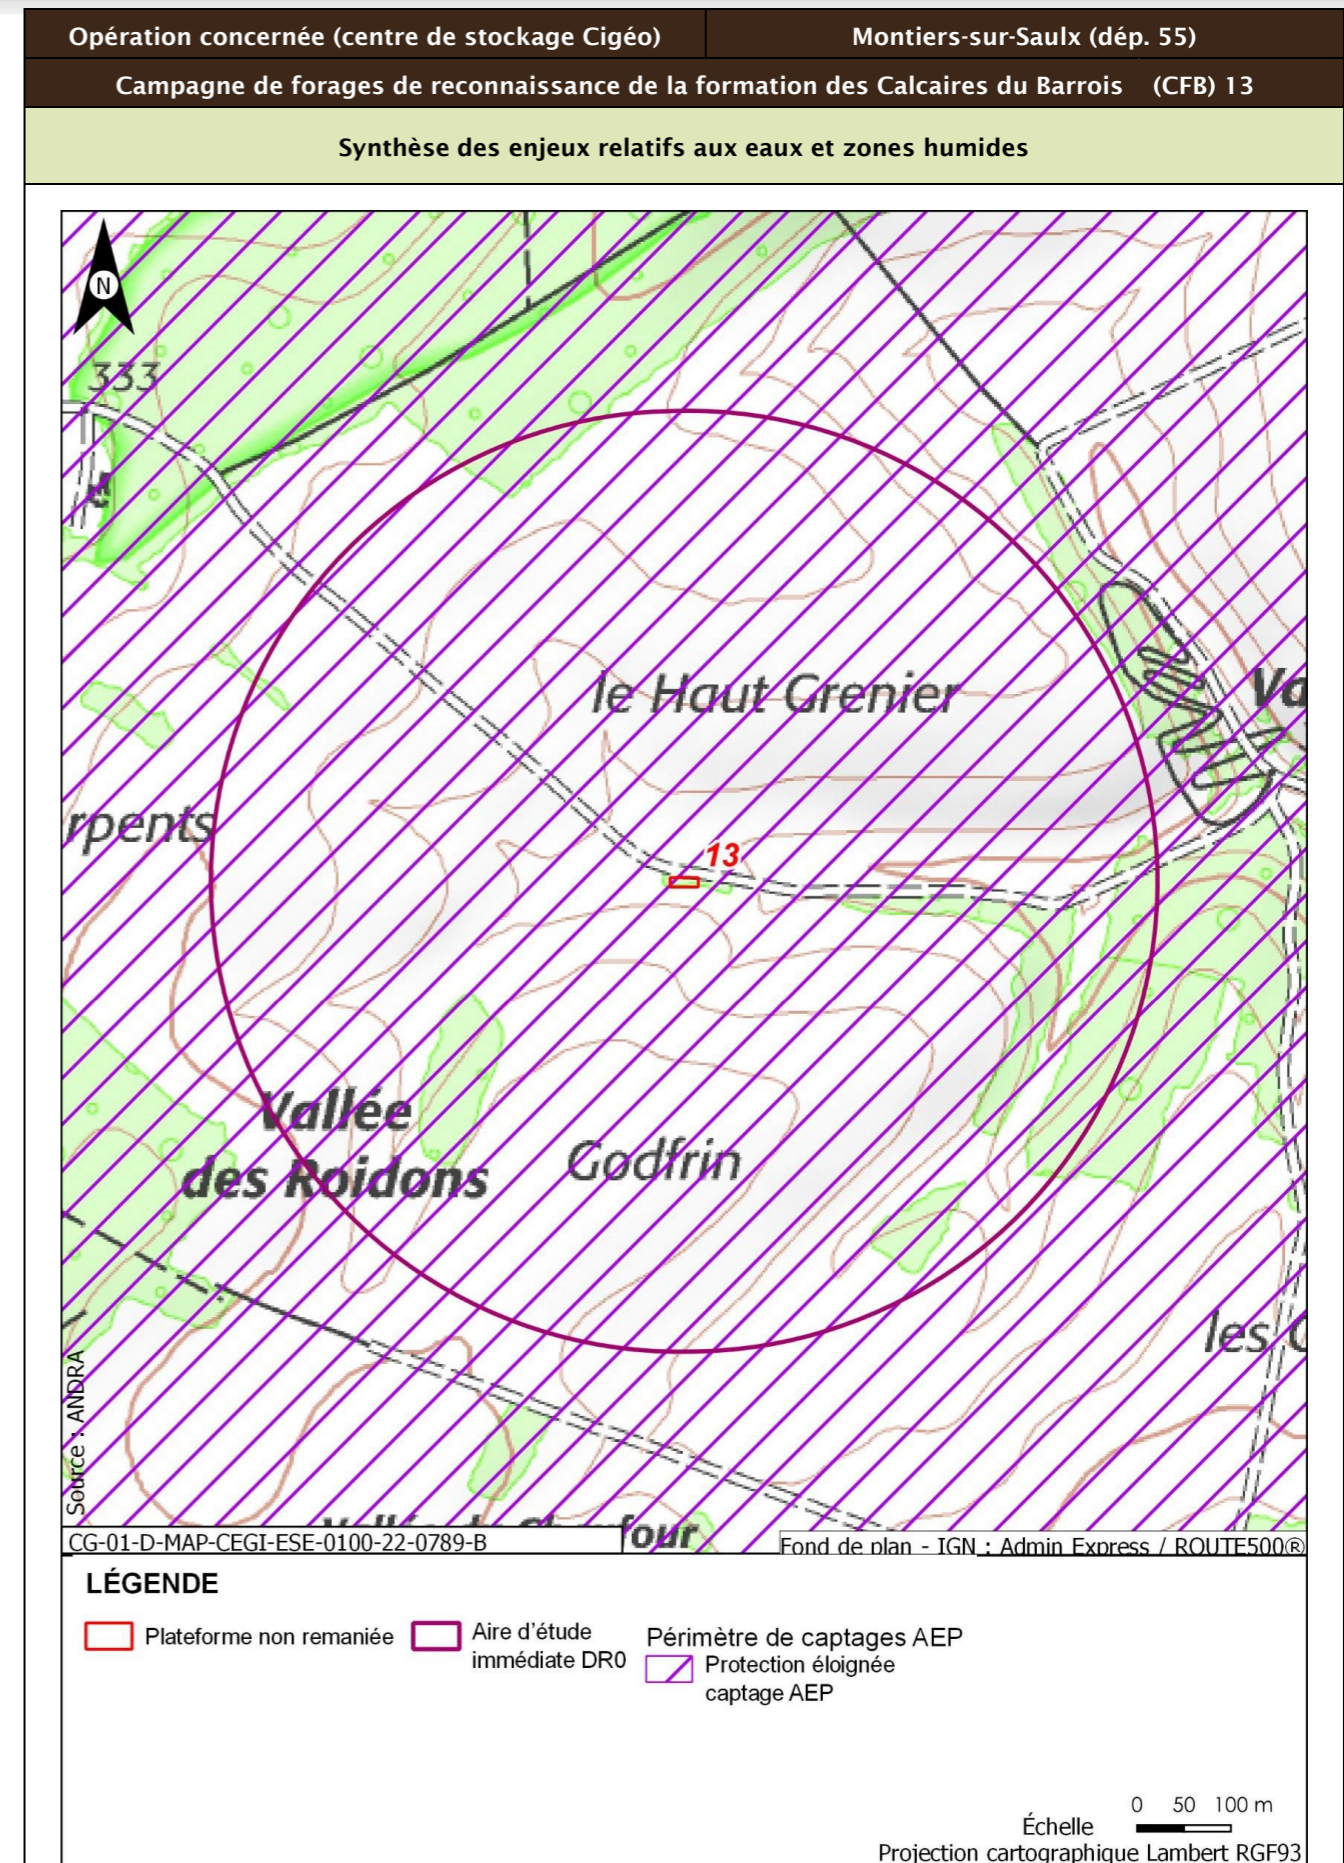 Opération concernée (centre de stockage Cigéo) Montiers-sur-Saulx (dép. 55)
Campagne de forages de reconnaissance de la formation des Calcaires du Barrois (CFB) 13
Synthèse des enjeux relatifs aux eaux et zones humides
N
333
le Haut Grenier
Va
rpents
13
Vallée
des Roidons
Godfrin
les
Source : ANDRA
four
CG-01-D-MAP-CEGI-ESE-0100-22-0789-B
Fond de plan - IGN : Admin Express / ROUTE500®
LÉGENDE
Plateforme non remaniée
Aire d'étude
immédiate DR0
Périmètre de captages AEP
Protection éloignée
captage AEP
0 50 100 m
Échelle
Projection cartographique Lambert RGF93